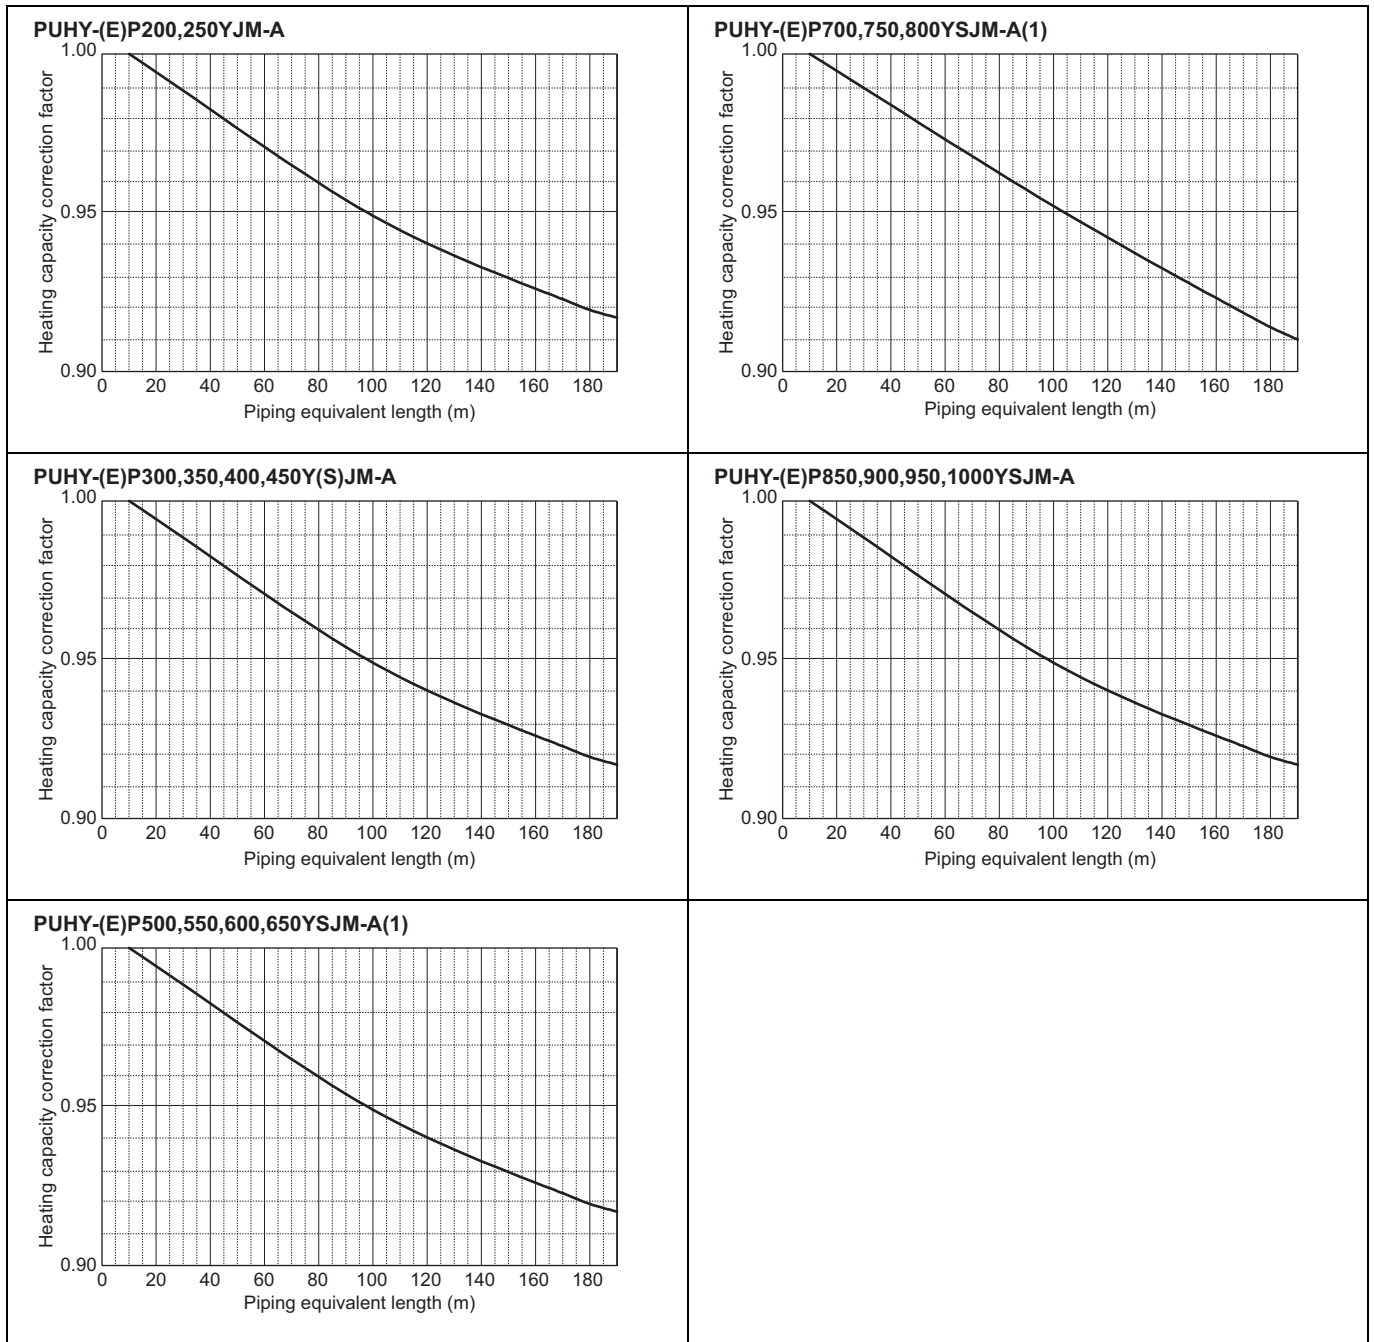 PUHY-(E)P200,250YJM-A
Heating capacity correction factor
1.00
0.95
0.90
0 20 40 60 80 100 120 140 160 180
Piping equivalent length (m)
PUHY-(E)P700,750,800YSJM-A(1)
Heating capacity correction factor
1.00
0.95
0.90
0 20 40 60 80 100 120 140 160 180
Piping equivalent length (m)
PUHY-(E)P300,350,400,450Y(S)JM-A
Heating capacity correction factor
1.00
0.95
0.90
0 20 40 60 80 100 120 140 160 180
Piping equivalent length (m)
PUHY-(E)P850,900,950,1000YSJM-A
Heating capacity correction factor
1.00
0.95
0.90
0 20 40 60 80 100 120 140 160 180
Piping equivalent length (m)
PUHY-(E)P500,550,600,650YSJM-A(1)
Heating capacity correction factor
1.00
0.95
0.90
0 20 40 60 80 100 120 140 160 180
Piping equivalent length (m)